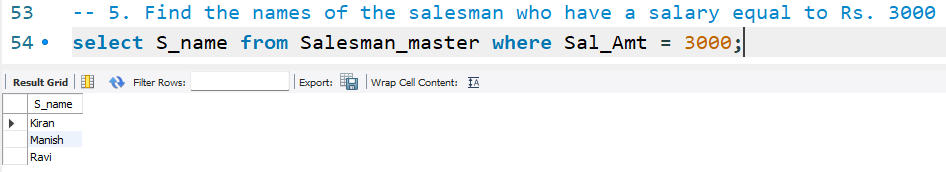 53 -- 5. Find the names of the salesman who have a salary equal to Rs. 3000
54 select S_name from Salesman_master where Sal_Amt = 3000;
Result Grid Filter Rows: Export: Wrap Cell Content: IA
S_name
Kiran
Manish
Ravi